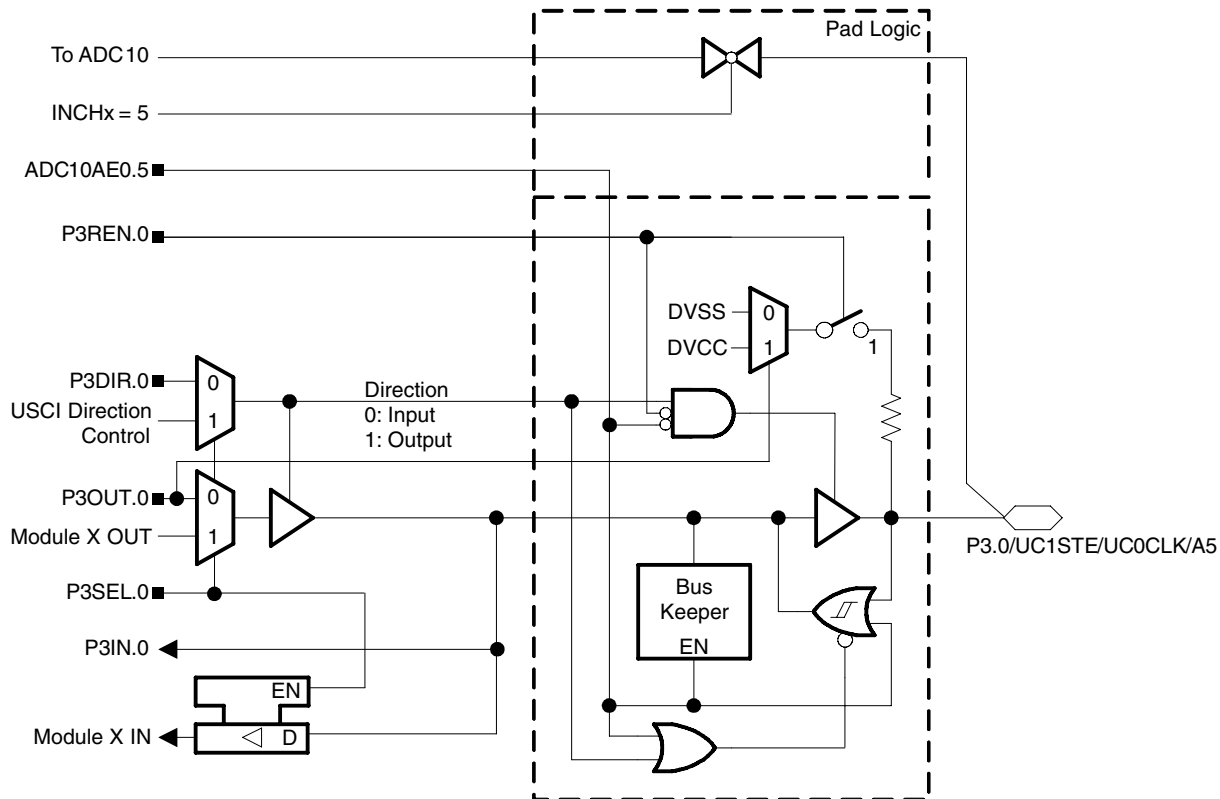 Pad Logic
To ADC10
INCHx = 5
ADC10AE0.5
P3REN.0
DVSS
0
DVCC
1
1
P3DIR.0
0
USCI Direction
Control
1
Direction
0: Input
1: Output
P3OUT.0
0
Module X OUT
1
P3.0/UC1STE/UC0CLK/A5
P3SEL.0
Bus
Keeper
EN
P3IN.0
EN
Module X IN
D